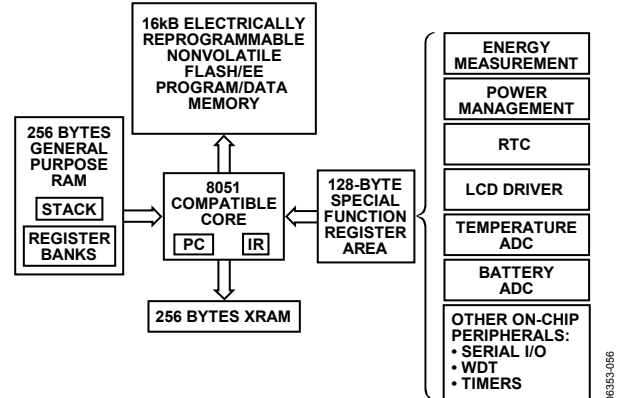 16kB ELECTRICALLY
REPROGRAMMABLE
NONVOLATILE
FLASH/EE
PROGRAM/DATA
MEMORY
256 BYTES
GENERAL
PURPOSE
RAM
STACK
REGISTER
BANKS
8051
COMPATIBLE
CORE
PC
IR
256 BYTES XRAM
128-BYTE
SPECIAL
FUNCTION
REGISTER
AREA
ENERGY
MEASUREMENT
POWER
MANAGEMENT
RTC
LCD DRIVER
TEMPERATURE
ADC
BATTERY
ADC
OTHER ON-CHIP
PERIPHERALS:
• SERIAL I/O
• WDT
• TIMERS
06353-056